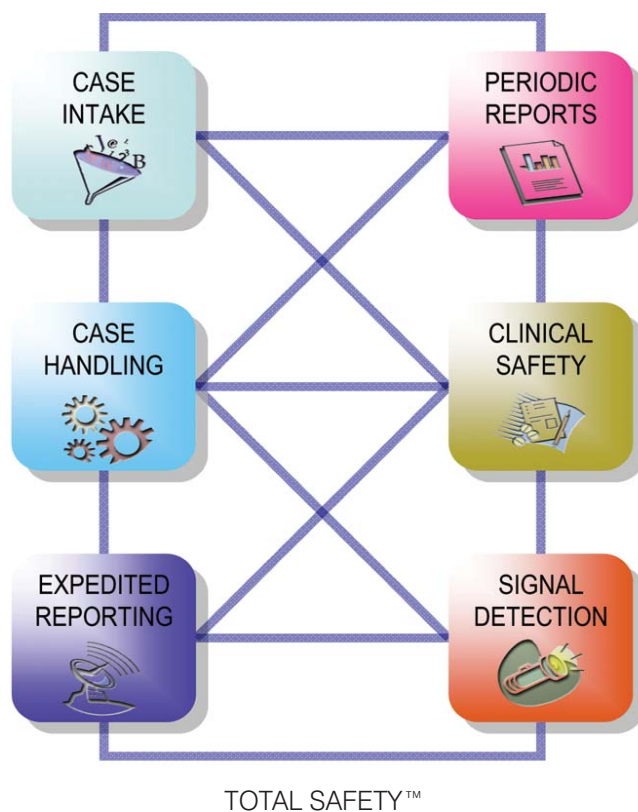 CASE
INTAKE
PERIODIC
REPORTS
CASE
HANDLING
CLINICAL
SAFETY
EXPEDITED
REPORTING
SIGNAL
DETECTION
TOTAL SAFETY™